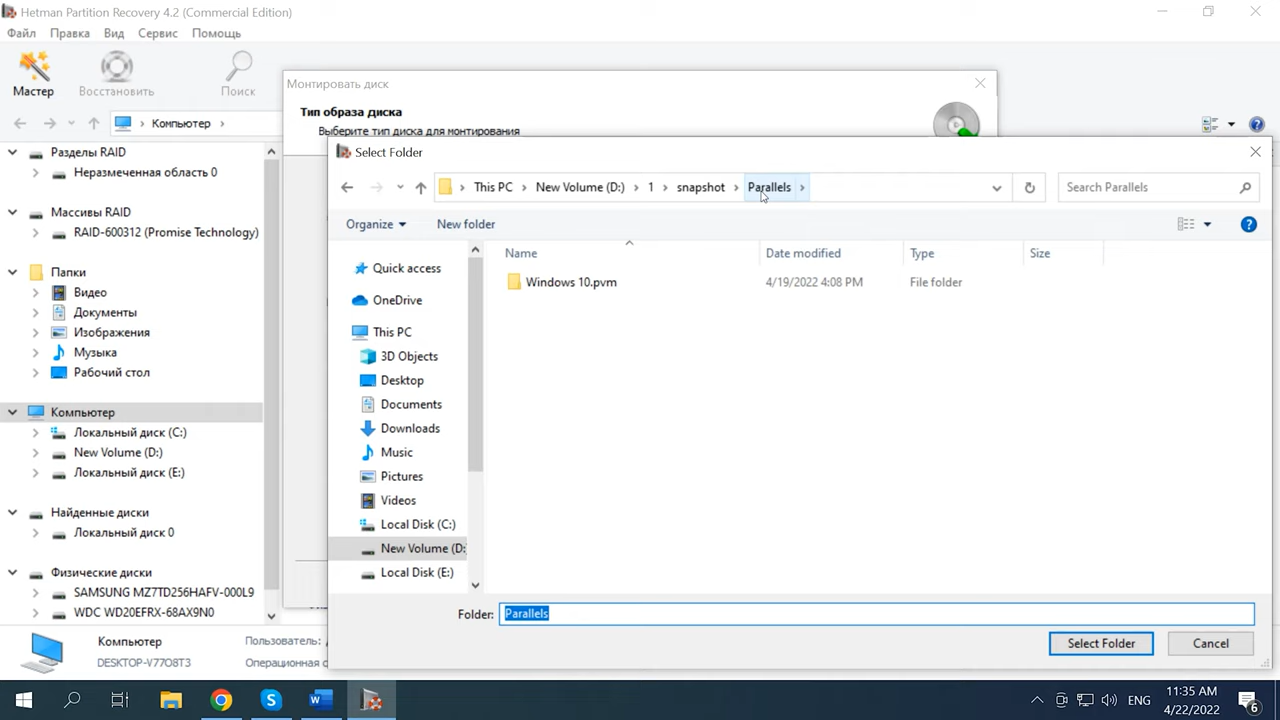 Hetman Partition Recovery 4.2 (Commercial Edition)
Файл Правка Вид Сервис Помощь
Мастер
Восстановить
Поиск
Компьютер
Разделы RAID
Неразмеченная область 0
Массивы RAID
RAID-600312 (Promise Technology)
Папки
Видео
Документы
Изображения
Музыка
Рабочий стол
Компьютер
Локальный диск (C:)
New Volume (D:)
Локальный диск (E:)
Найденные диски
Локальный диск 0
Физические диски
SAMSUNG MZ7TD256HAFV-000L9
WDC WD20EFRX-68AX9N0
Компьютер
DESKTOP-V77O8T3
Пользователь:
Операционная
Монтировать диск
Тип образа диска
Выберите тип диска для монтирования
Select Folder
This PC New Volume (D:) 1 snapshot Parallels
Search Parallels
Organize
New folder
Name Date modified Type Size
Windows 10.pvm 4/19/2022 4:08 PM File folder
Quick access
OneDrive
This PC
3D Objects
Desktop
Documents
Downloads
Music
Pictures
Videos
Local Disk (C:)
New Volume (D:
Local Disk (E:)
Folder: Parallels
Select Folder
Cancel
ENG
11:35 AM
4/22/2022
6